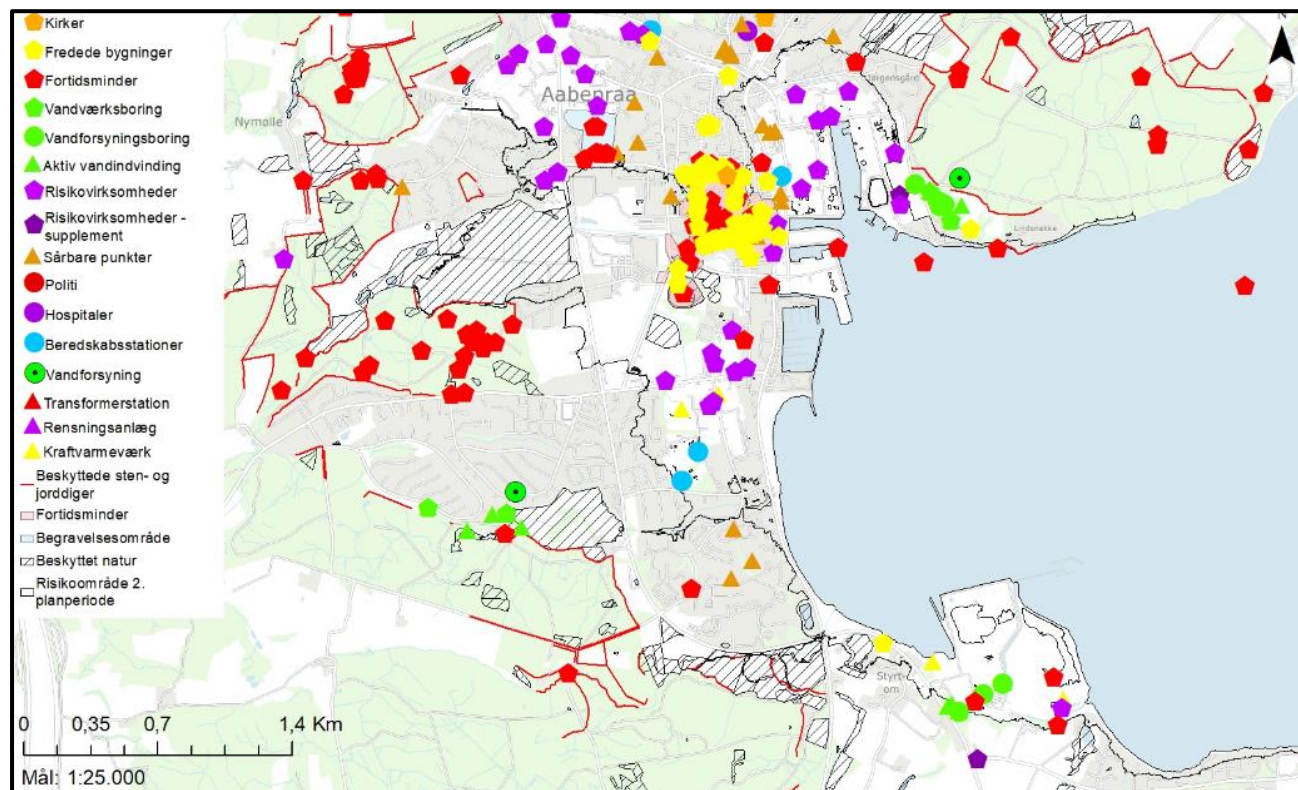 Kirker
Fredede bygninger
Fortidsminder
Vandværksboring
Vandforsyningsboring
Aktiv vandindvinding
Risikovirksomheder
Risikovirksomheder -
supplement
Sårbare punkter
Politi
Hospitaler
Beredskabsstationer
Vandforsyning
Transformerstation
Rensningsanlæg
Kraftvarmeværk
Beskyttede sten- og
jorddiger
Fortidsminder
Begravelsesområde
Beskyttet natur
Risikoområde 2.
planperiode
Aabenraa
Nymølle
Jørgensgård
Lindsnakke
0 0,35 0,7 1,4 Km
Mål: 1:25.000